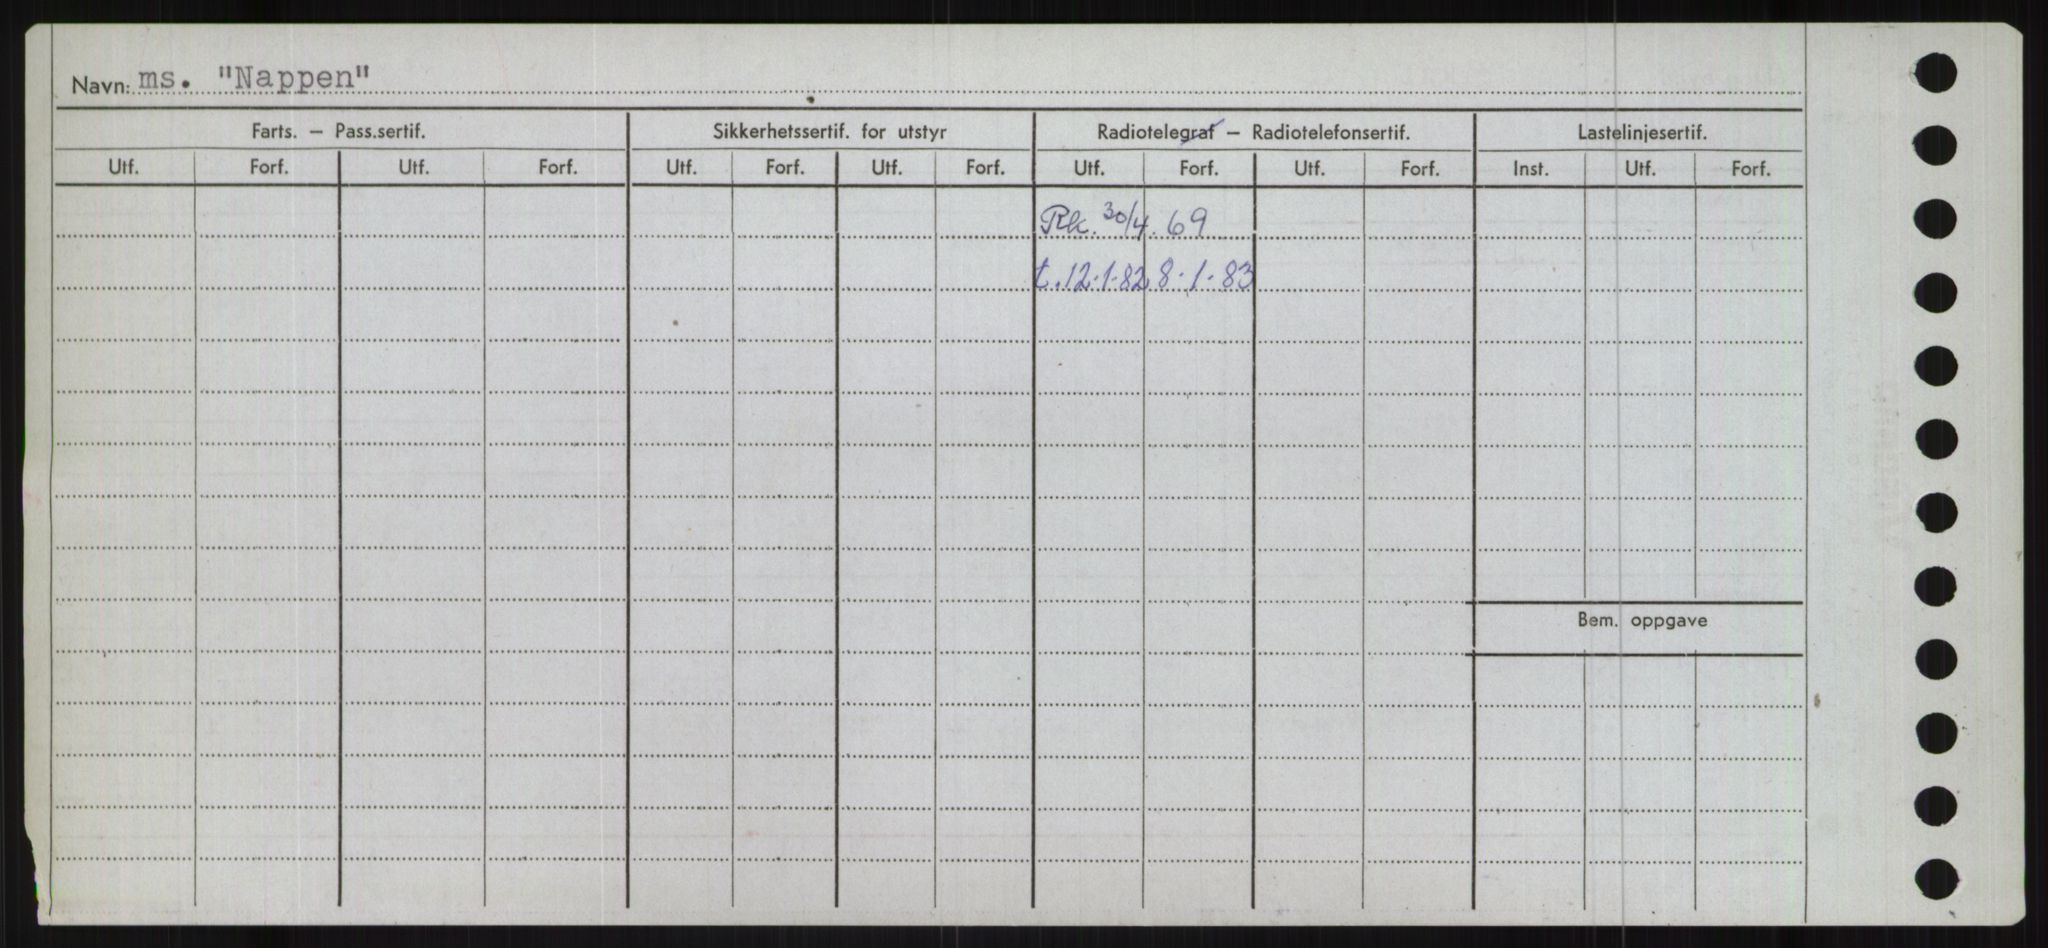 Navn: ms. "Nappen"
Farts. – Pass.sertif. Sikkerhetssertif. for utstyr Radiotelegraf – Radiotelefonsertif. Lastelinjesertif.
Utf. Forf. Utf. Forf. Utf. Forf. Utf. Forf. Utf. Forf. Utf. Forf. Inst. Utf. Forf.
Rk. 30/4. 69
t. 12.1.82 8.1.83
Bem. oppgave